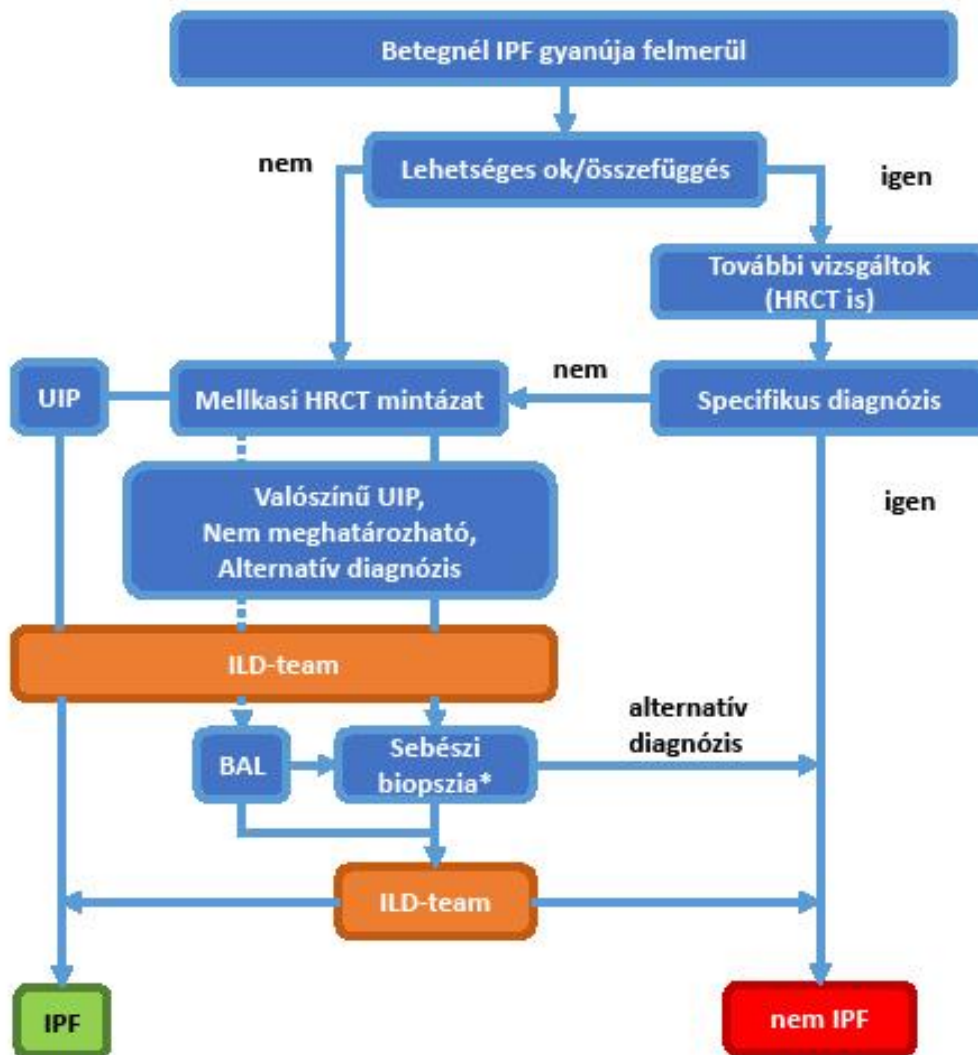 Betegnél IPF gyanúja felmerül
nem
Lehetséges ok/összefüggés
igen
További vizsgáltok
(HRCT is)
UIP
Mellkasi HRCT mintázat
nem
Specifikus diagnózis
igen
Valószínű UIP,
Nem meghatározható,
Alternatív diagnózis
ILD-team
BAL
Sebészi
biopszia*
alternatív
diagnózis
ILD-team
IPF
nem IPF